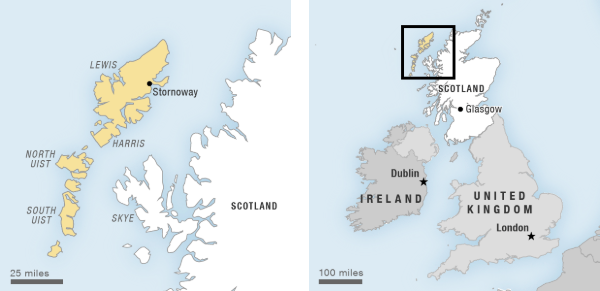 LEWIS
Stornoway
HARRIS
NORTH
UIST
SOUTH
UIST
SKYE
SCOTLAND
25 miles
SCOTLAND
Glasgow
Dublin
IRELAND
UNITED
KINGDOM
London
100 miles